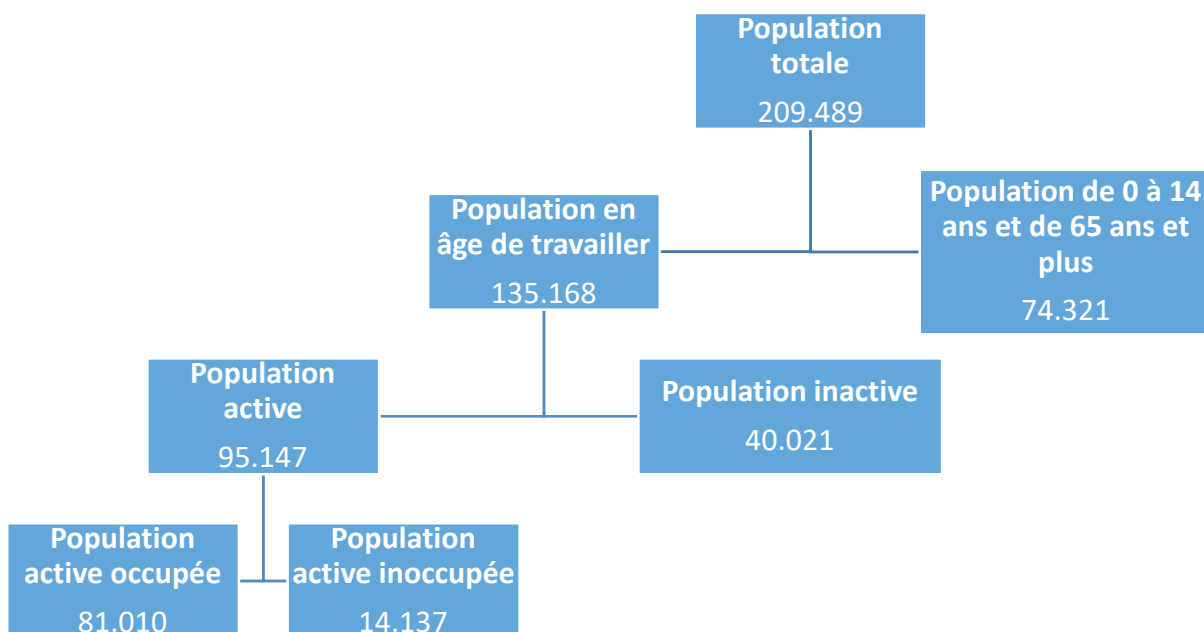 Population
totale
209.489
Population en
âge de travailler
135.168
Population de 0 à 14
ans et de 65 ans et
plus
74.321
Population
active
95.147
Population inactive
40.021
Population
active occupée
81.010
Population
active inoccupée
14.137